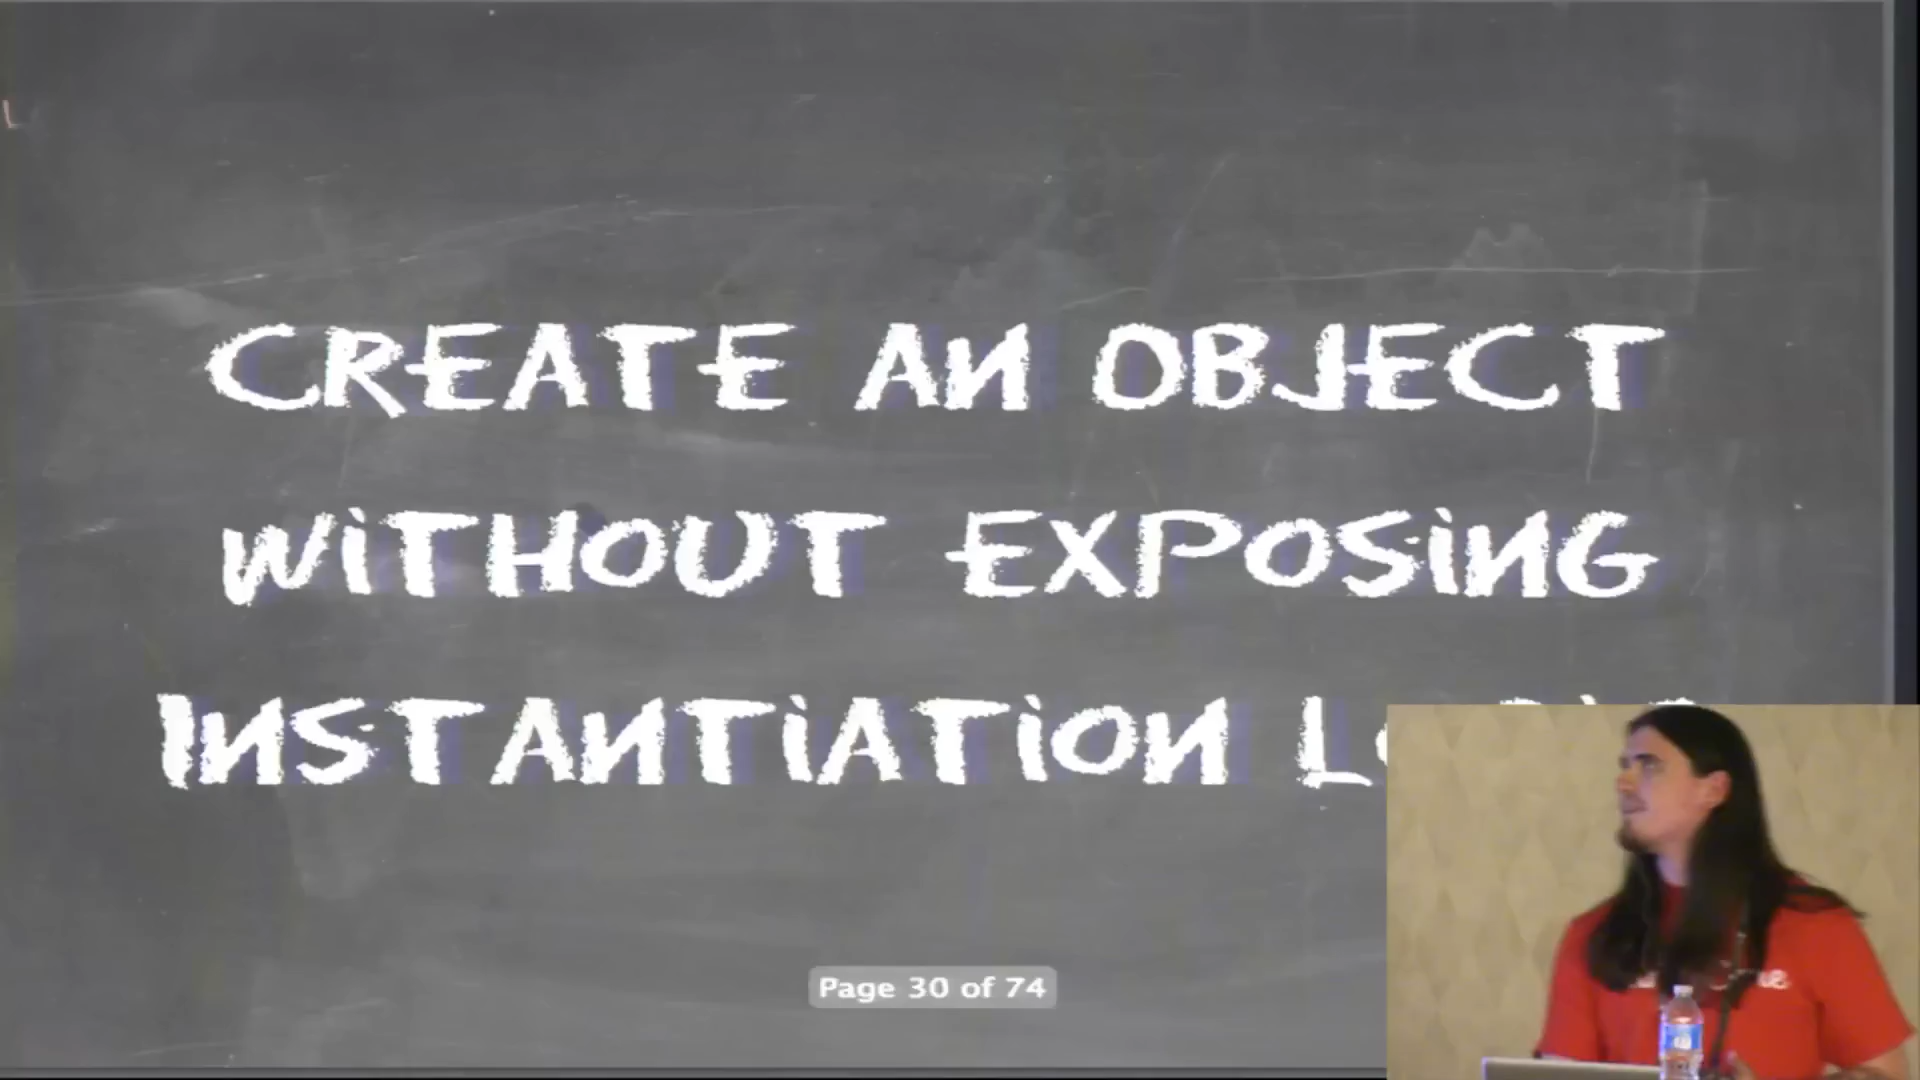 CREATE AN OBJECT
WITHOUT EXPOSING
INSTANTIATION
Page 30 of 74